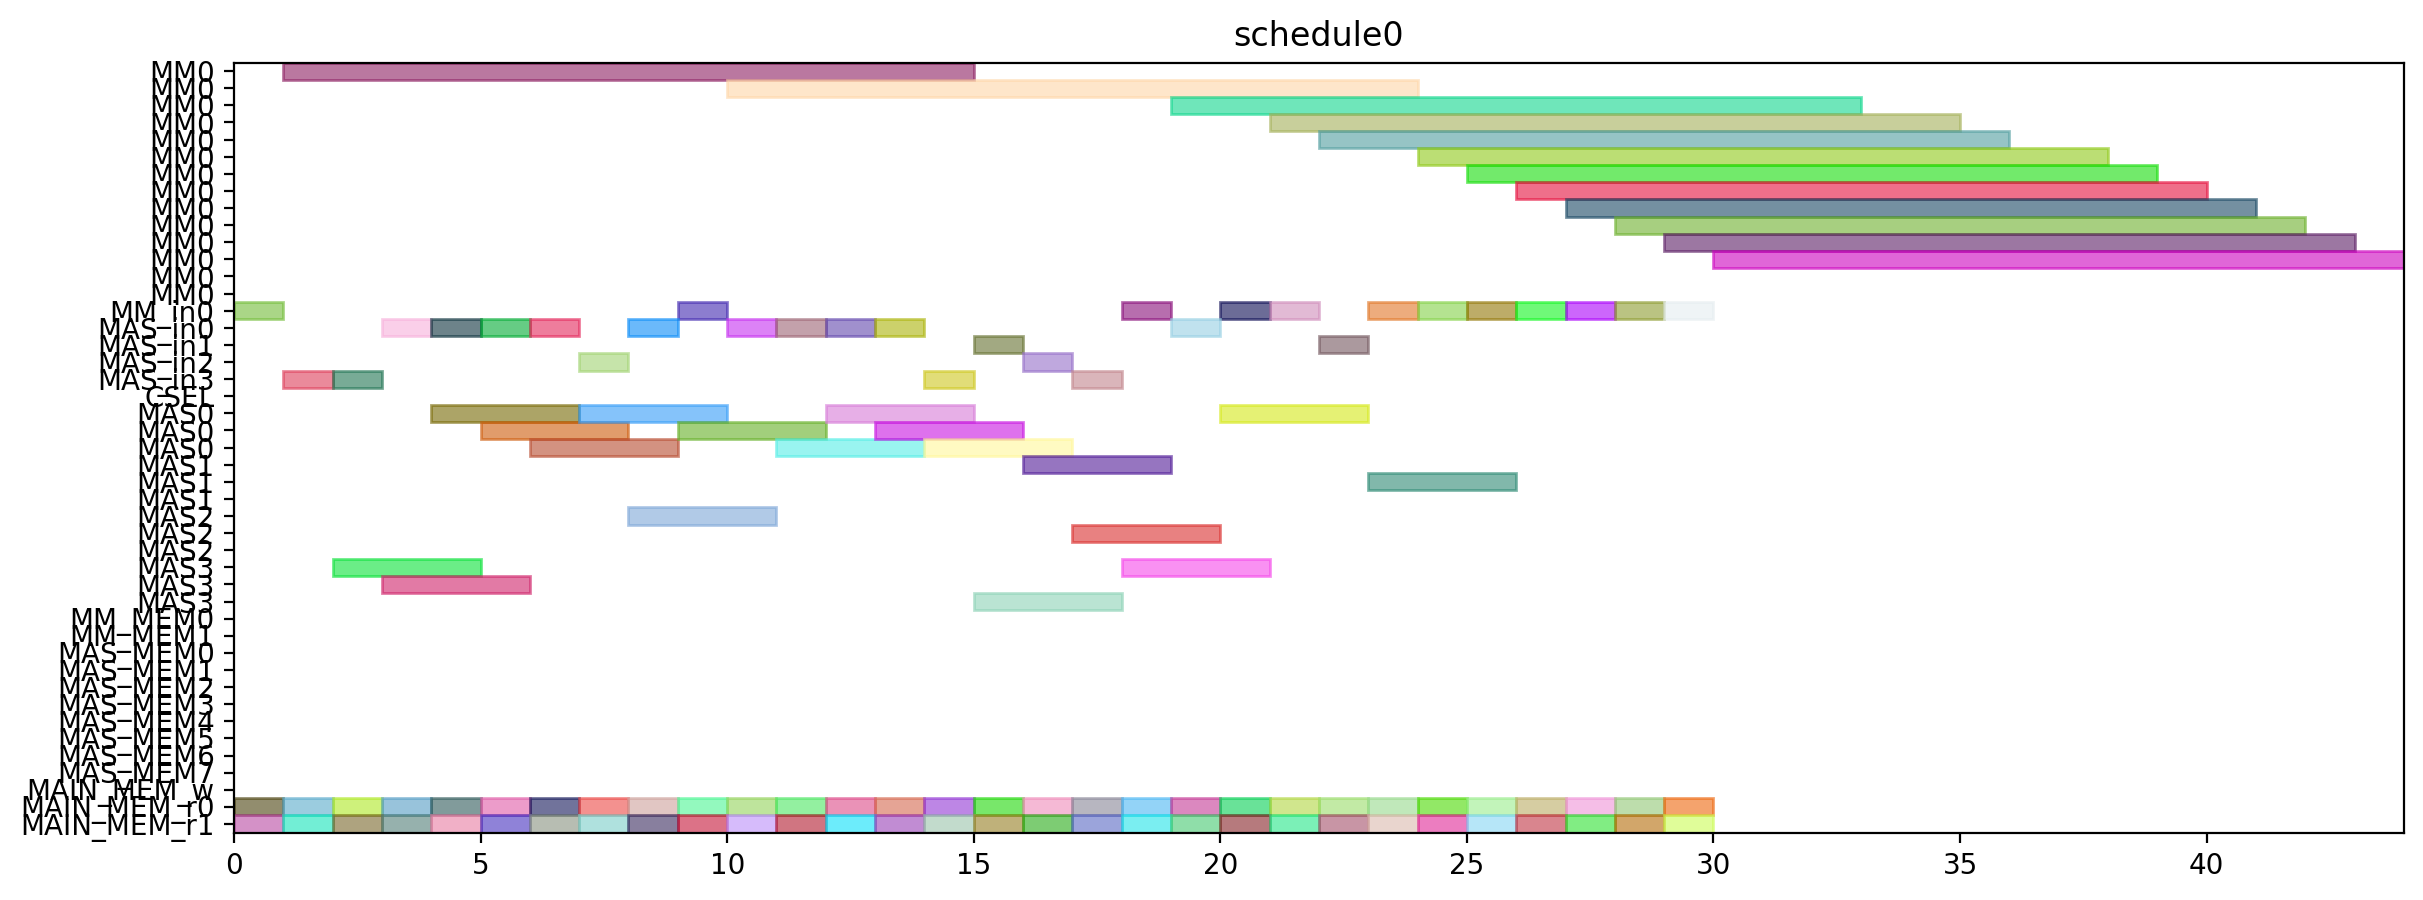 schedule0
MM0
MM0
MM0
MM0
MM0
MM0
MM0
MM0
MM0
MM0
MM0
MM0
MM0
MM0
MM_in0
MAS_in0
MAS_in1
MAS_in2
MAS_in3
CSEL
MAS0
MAS0
MAS0
MAS1
MAS1
MAS1
MAS2
MAS2
MAS2
MAS3
MAS3
MAS3
MM_MEM0
MM_MEM1
MAS_MEM0
MAS_MEM1
MAS_MEM2
MAS_MEM3
MAS_MEM4
MAS_MEM5
MAS_MEM6
MAS_MEM7
MAIN_MEM_w
MAIN_MEM_r0
MAIN_MEM_r1
0 5 10 15 20 25 30 35 40